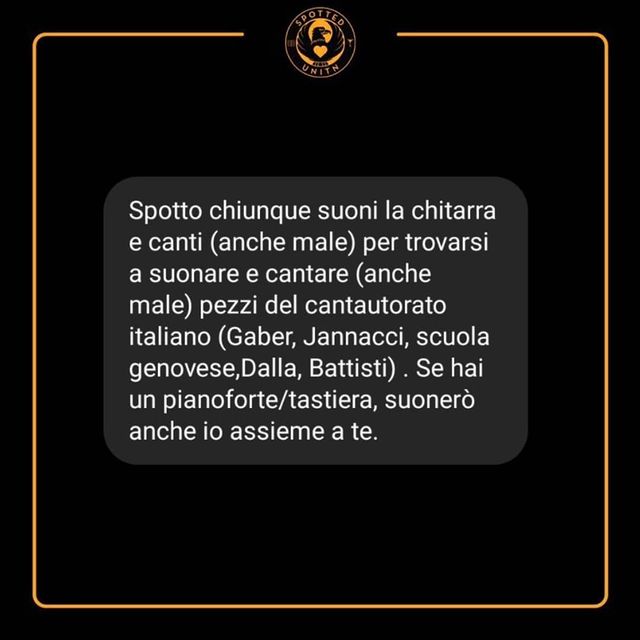 SPOTTED
UNITN
Spotto chiunque suoni la chitarra
e canti (anche male) per trovarsi
a suonare e cantare (anche
male) pezzi del cantautorato
italiano (Gaber, Jannacci, scuola
genovese,Dalla, Battisti) . Se hai
un pianoforte/tastiera, suonerò
anche io assieme a te.